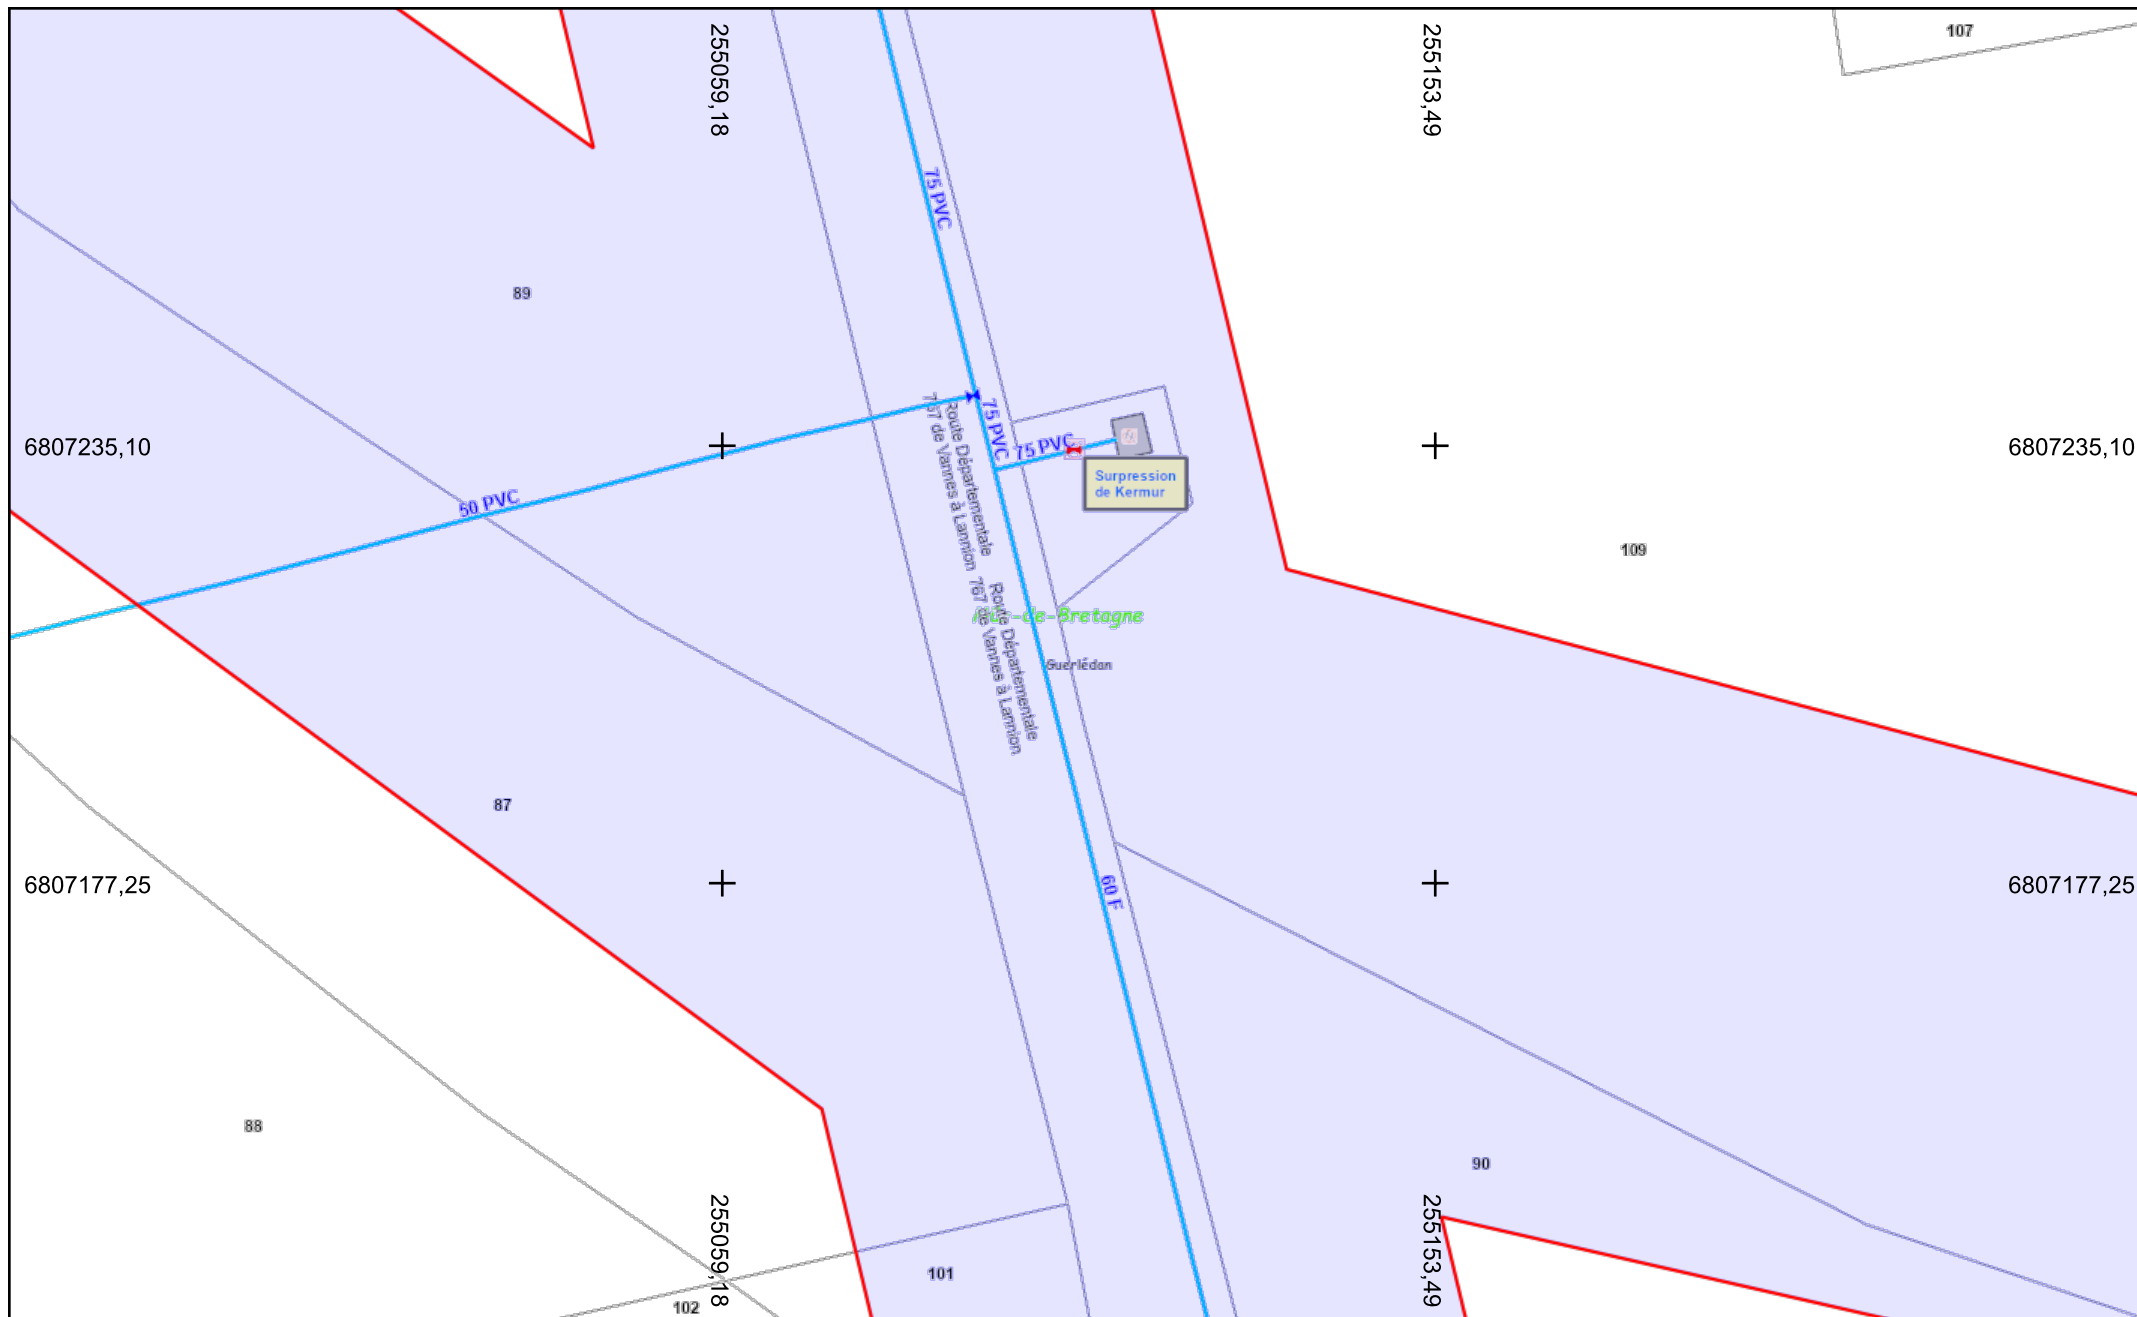 107
255059,18
255153,49
75 PVC
89
75 PVC
75 PVC
6807235,10
6807235,10
Surpression
de Kermur
50 PVC
Route Départementale
767 de Vannes à Lannion
109
Route Départementale
767 de Vannes à Lannion
-de-Bretagne
Guerlédan
87
6807177,25
60 F
6807177,25
88
90
255059,18
255153,49
101
102